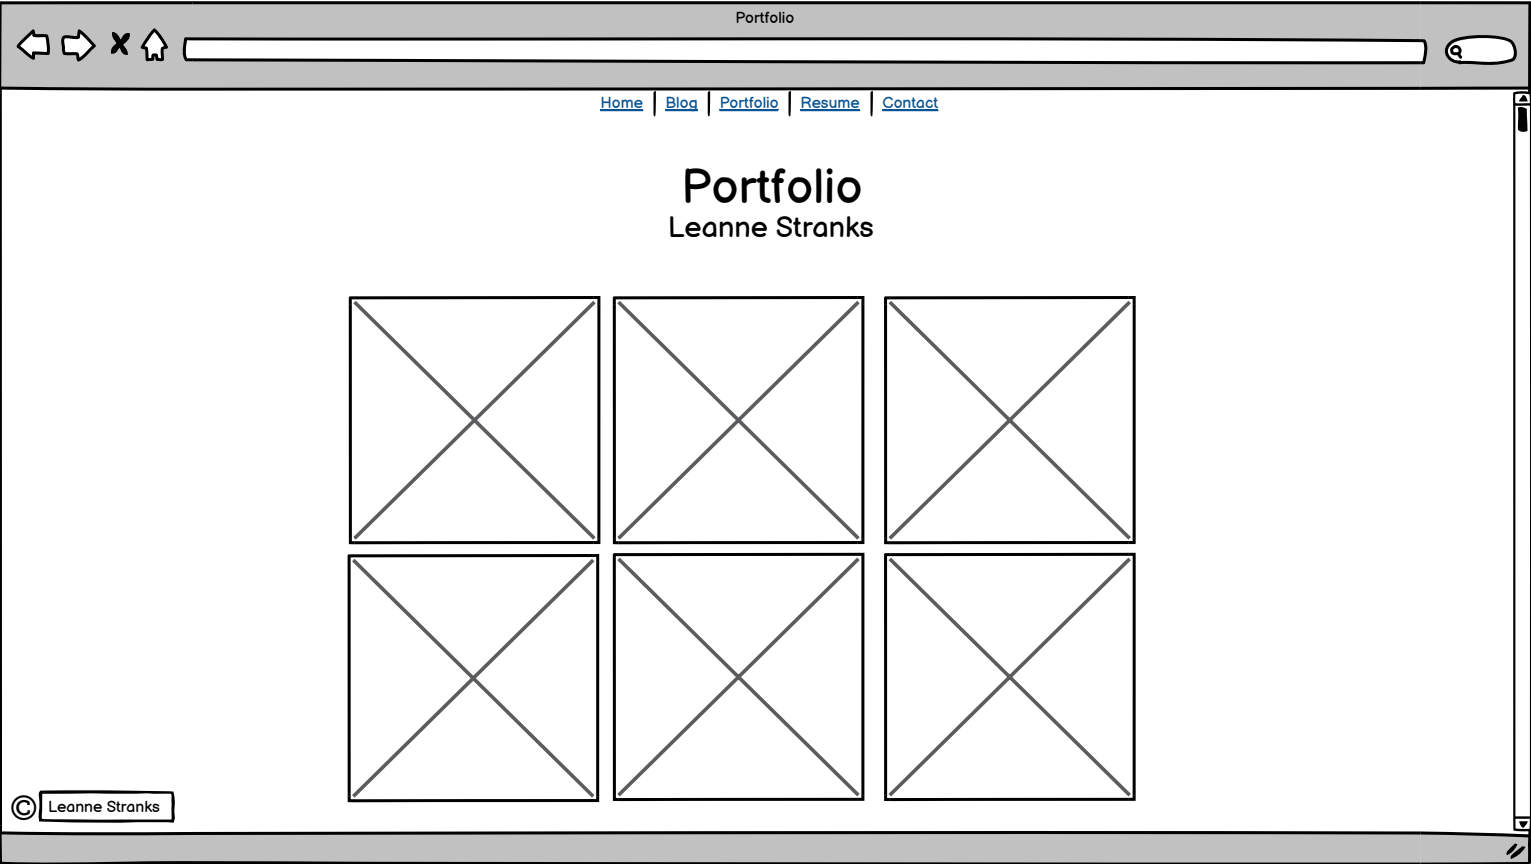 Portfolio
Home Blog Portfolio Resume Contact
Portfolio
Leanne Stranks
© Leanne Stranks